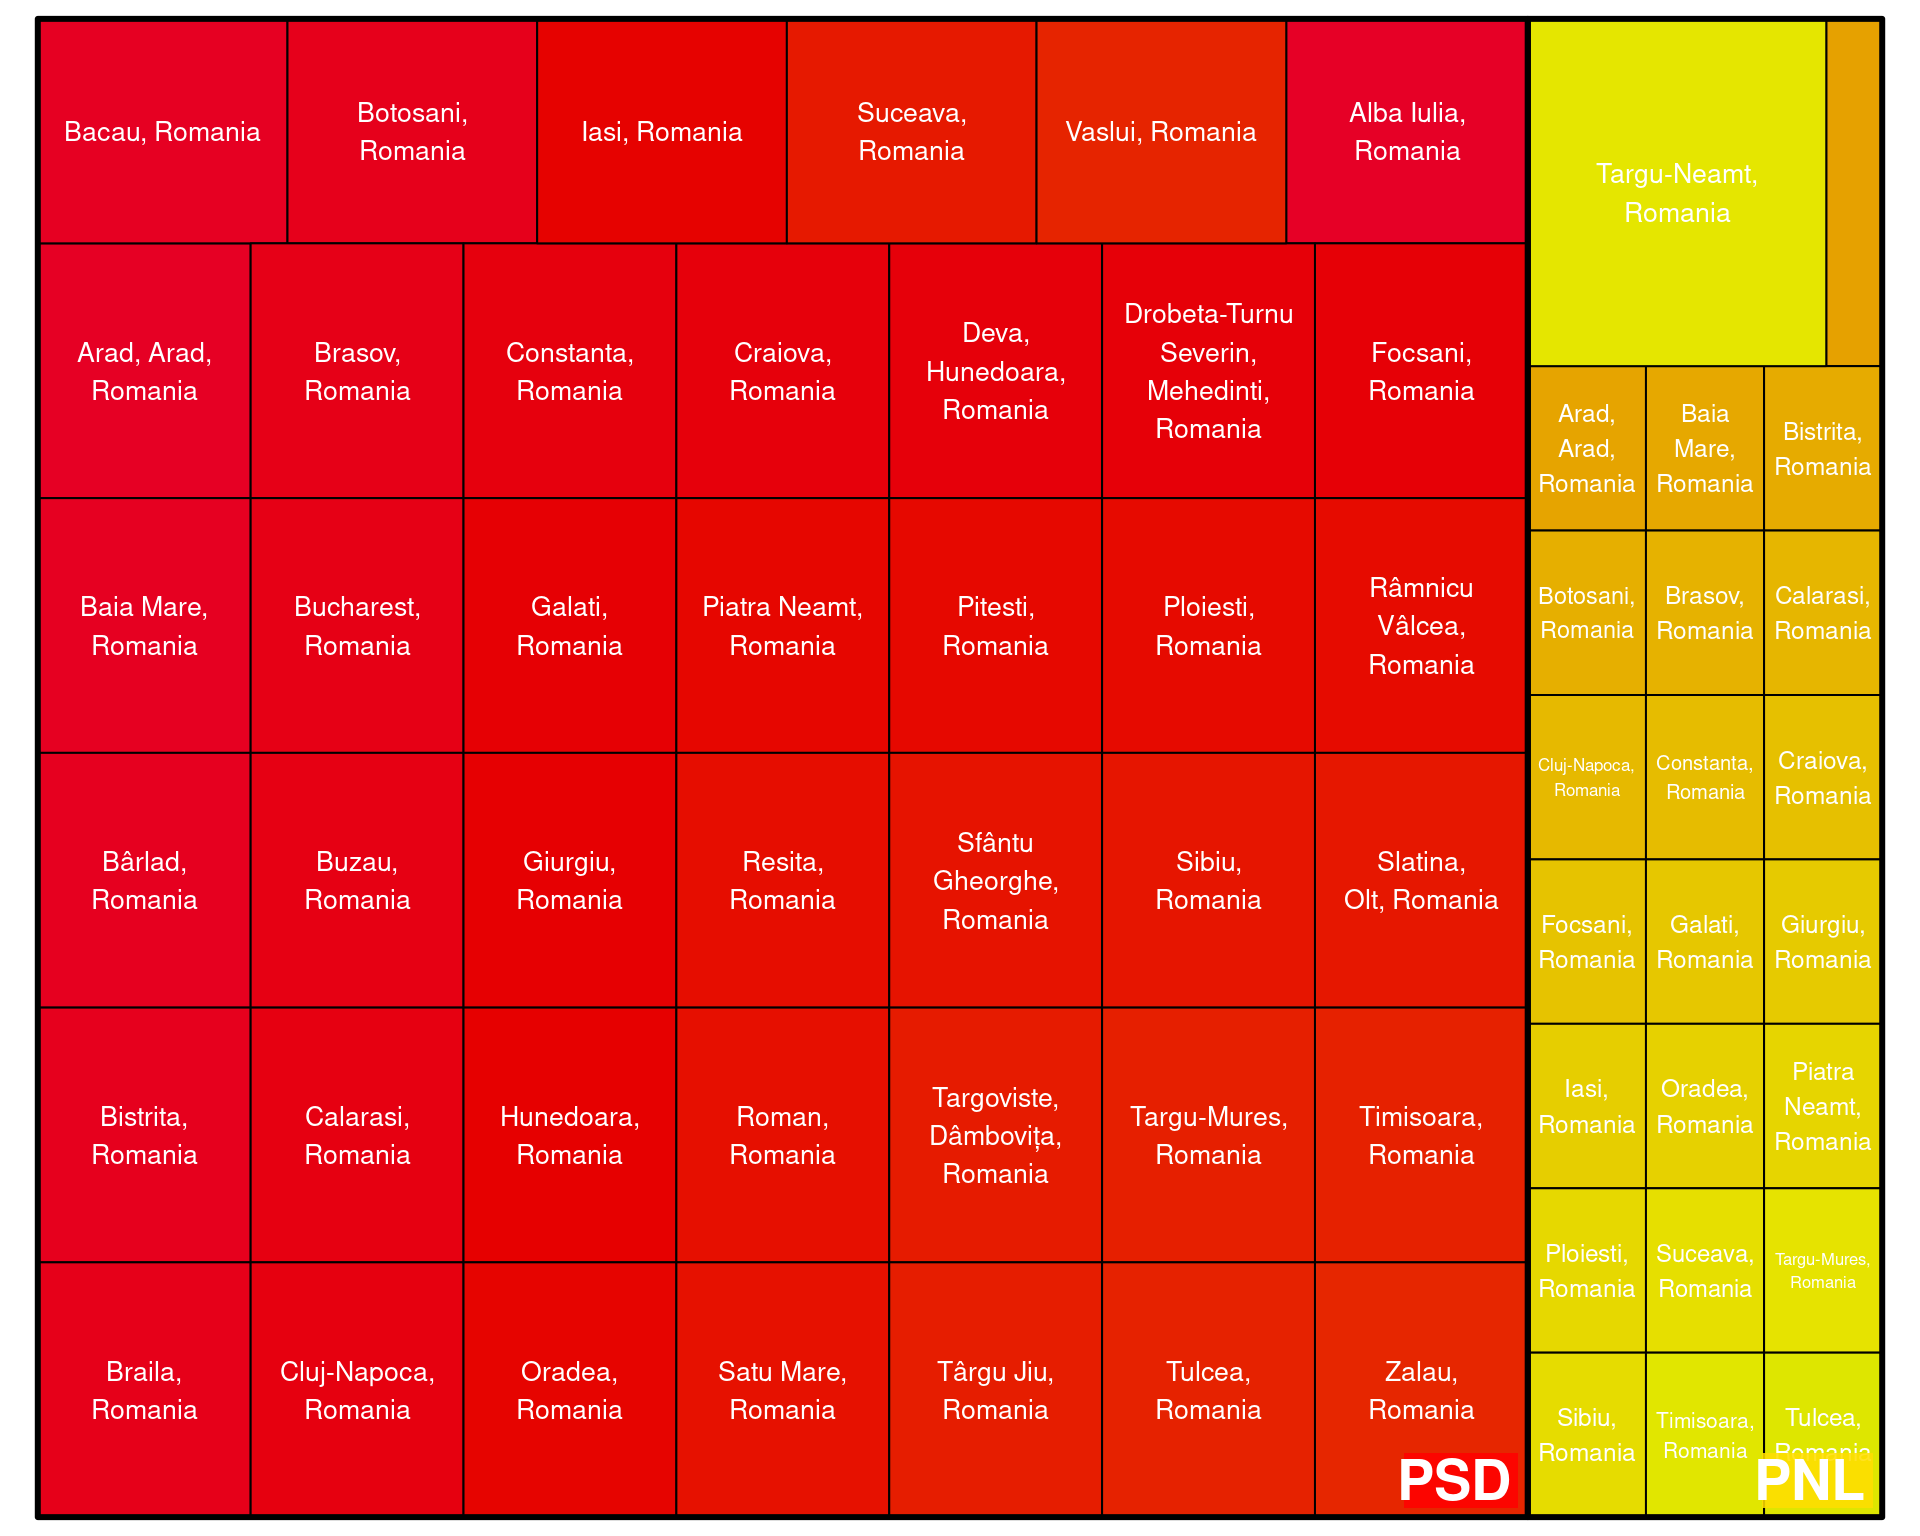 Bacau, Romania
Botosani,
Romania
Iasi, Romania
Suceava,
Romania
Vaslui, Romania
Alba Iulia,
Romania
Arad, Arad,
Romania
Brasov,
Romania
Constanta,
Romania
Craiova,
Romania
Deva,
Hunedoara,
Romania
Drobeta-Turnu
Severin,
Mehedinti,
Romania
Focsani,
Romania
Baia Mare,
Romania
Bucharest,
Romania
Galati,
Romania
Piatra Neamt,
Romania
Pitesti,
Romania
Ploiesti,
Romania
Râmnicu
Vâlcea,
Romania
Bârlad,
Romania
Buzau,
Romania
Giurgiu,
Romania
Resita,
Romania
Sfântu
Gheorghe,
Romania
Sibiu,
Romania
Slatina,
Olt, Romania
Bistrita,
Romania
Calarasi,
Romania
Hunedoara,
Romania
Roman,
Romania
Targoviste,
Dâmbovița,
Romania
Targu-Mures,
Romania
Timisoara,
Romania
Braila,
Romania
Cluj-Napoca,
Romania
Oradea,
Romania
Satu Mare,
Romania
Târgu Jiu,
Romania
Tulcea,
Romania
Zalau,
Romania
PSD
Targu-Neamt,
Romania
Arad,
Arad,
Romania
Baia
Mare,
Romania
Bistrita,
Romania
Botosani,
Romania
Brasov,
Romania
Calarasi,
Romania
Cluj-Napoca,
Romania
Constanta,
Romania
Craiova,
Romania
Focsani,
Romania
Galati,
Romania
Giurgiu,
Romania
Iasi,
Romania
Oradea,
Romania
Piatra
Neamt,
Romania
Ploiesti,
Romania
Suceava,
Romania
Targu-Mures,
Romania
Sibiu,
Romania
Timisoara,
Romania
Tulcea,
Romania
PNL